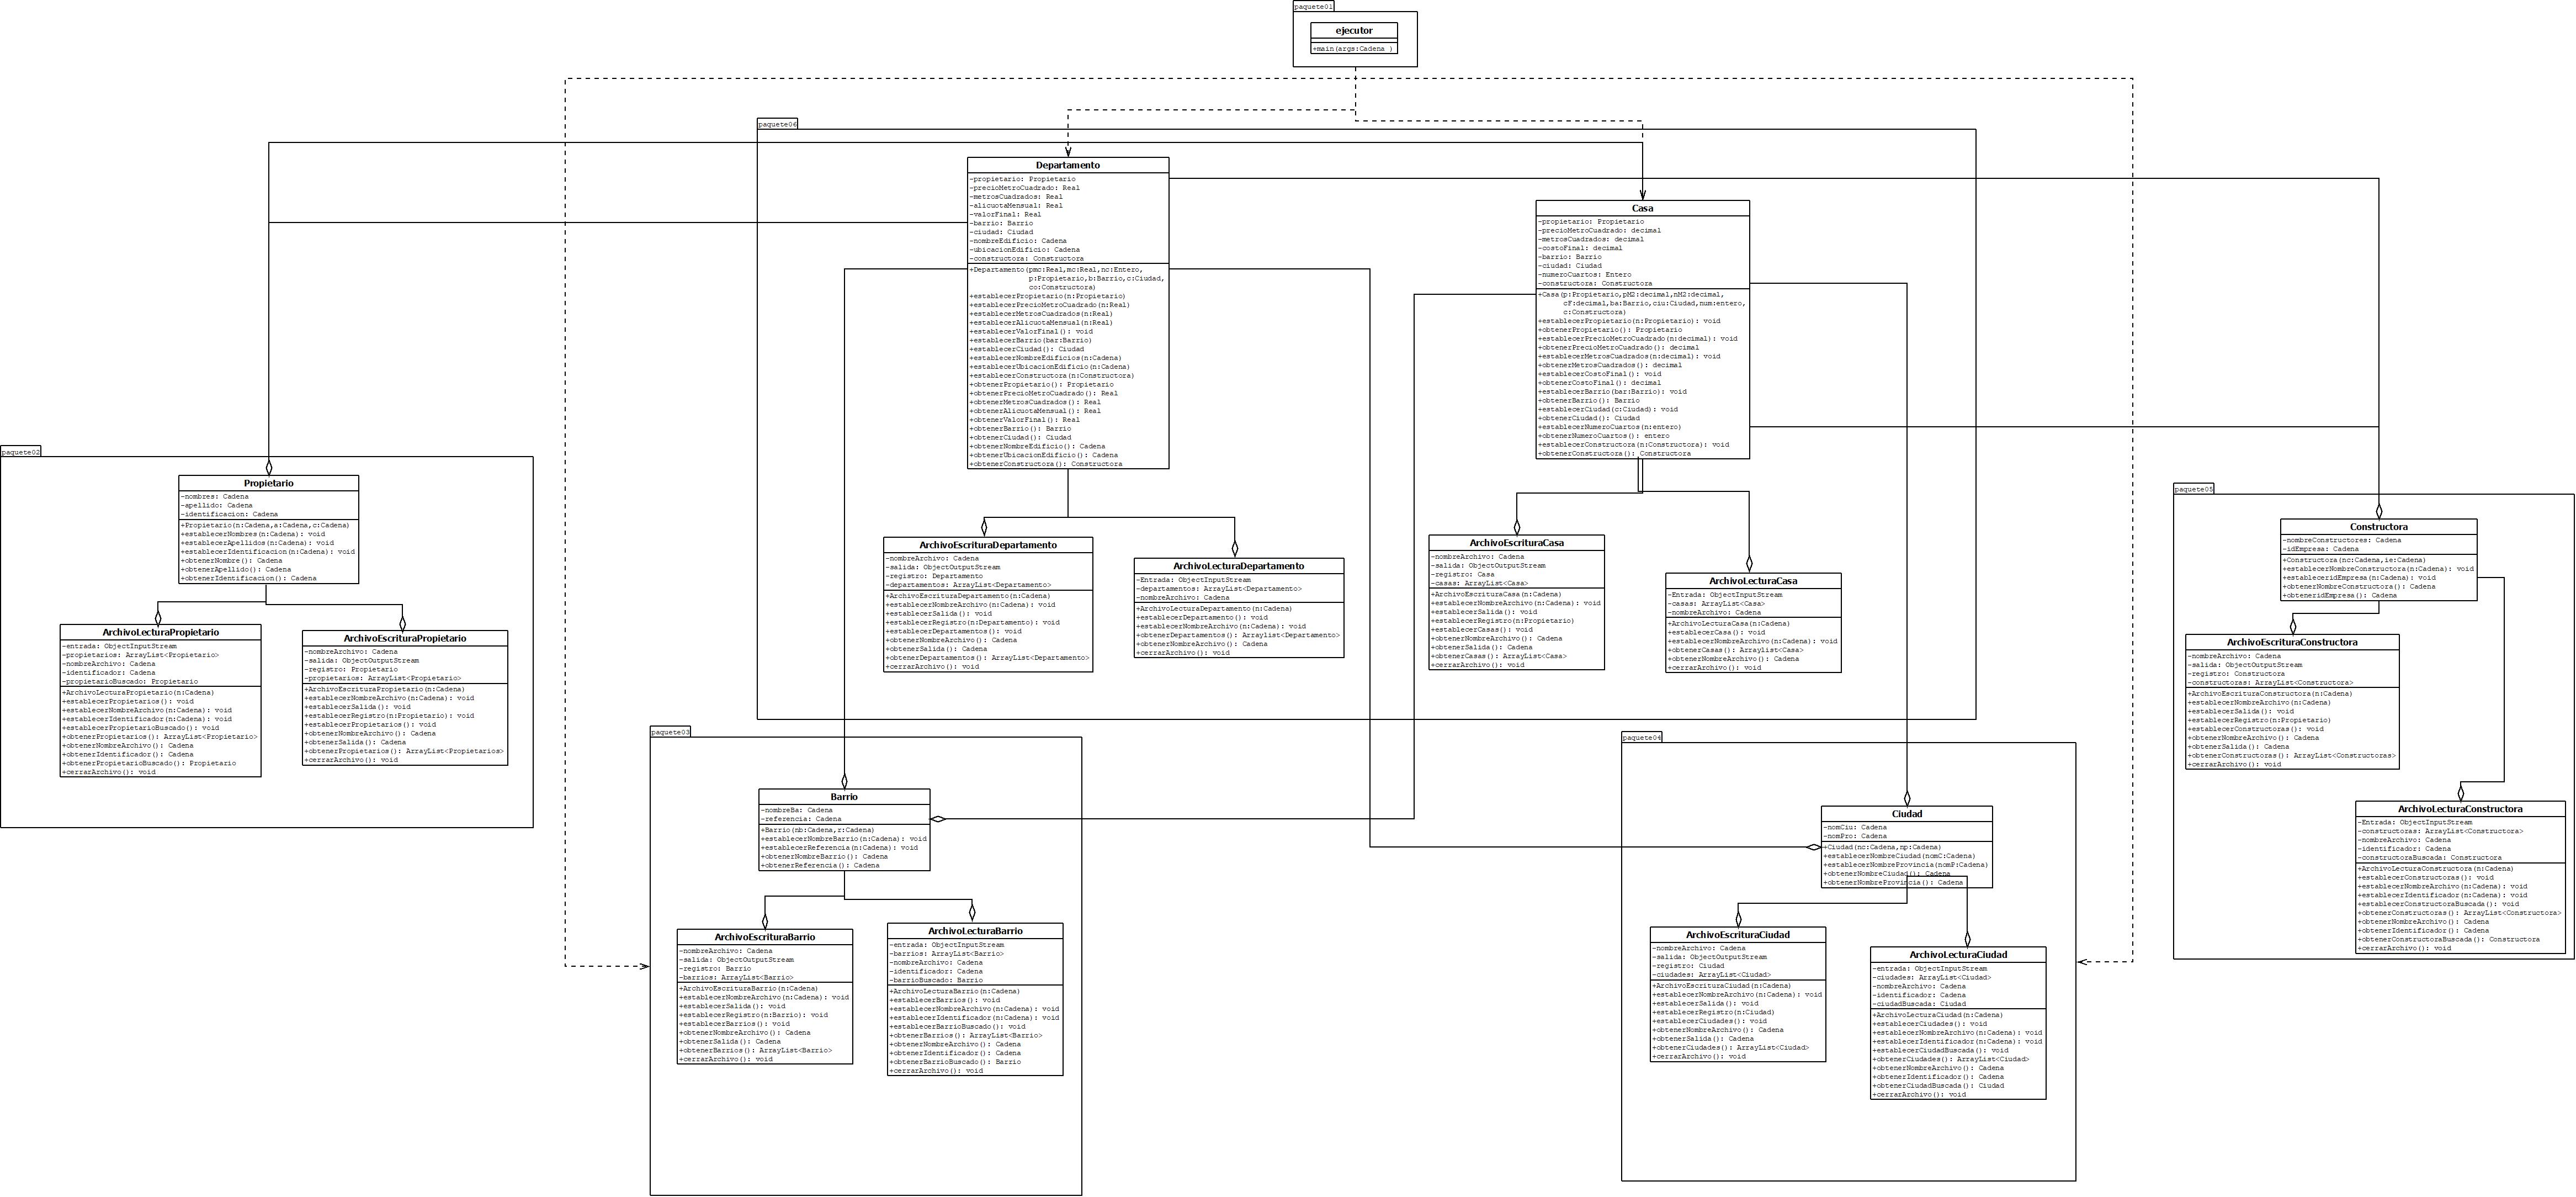 paquete01
ejecutor
+main(args:Cadena )
paquete06
Departamento
-propietario: Propietario
-precioMetroCuadrado: Real
-metrosCuadrados: Real
-alicuotaMensual: Real
-valorFinal: Real
-barrio: Barrio
-ciudad: Ciudad
-nombreEdificio: Cadena
-ubicacionEdificio: Cadena
-constructora: Constructora
+Departamento(pmc:Real,mc:Real,nc:Entero,
p:Propietario,b:Barrio,c:Ciudad,
co:Constructora)
+establecerPropietario(n:Propietario)
+establecerPrecioMetroCuadrado(n:Real)
+establecerMetrosCuadrados(n:Real)
+establecerAlicuotaMensual(n:Real)
+establecerValorFinal(): void
+establecerBarrio(bar:Barrio)
+establecerCiudad(): Ciudad
+establecerNombreEdificios(n:Cadena)
+establecerUbicacionEdificio(n:Cadena)
+establecerConstructora(n:Constructora)
+obtenerPropietario(): Propietario
+obtenerPrecioMetroCuadrado(): Real
+obtenerMetrosCuadrados(): Real
+obtenerAlicuotaMensual(): Real
+obtenerValorFinal(): Real
+obtenerBarrio(): Barrio
+obtenerCiudad(): Ciudad
+obtenerNombreEdificio(): Cadena
+obtenerUbicacionEdificio(): Cadena
+obtenerConstructora(): Constructora
Casa
-propietario: Propietario
-precioMetroCuadrado: decimal
-metrosCuadrados: decimal
-costoFinal: decimal
-barrio: Barrio
-ciudad: Ciudad
-numeroCuartos: Entero
-constructora: Constructora
+Casa(p:Propietario,pM2:decimal,nM2:decimal,
cF:decimal,ba:Barrio,ciu:Ciudad,num:entero,
c:Constructora)
+establecerPropietario(n:Propietario): void
+obtenerPropietario(): Propietario
+establecerPrecioMetroCuadrado(n:decimal): void
+obtenerPrecioMetroCuadrado(): decimal
+establecerMetrosCuadrados(n:decimal): void
+obtenerMetrosCuadrados(): decimal
+establecerCostoFinal(): void
+obtenerCostoFinal(): decimal
+establecerBarrio(bar:Barrio): void
+obtenerBarrio(): Barrio
+establecerCiudad(c:Ciudad): void
+obtenerCiudad(): Ciudad
+establecerNumeroCuartos(n:entero)
+obtenerNumeroCuartos(): entero
+establecerConstructora(n:Constructora): void
+obtenerConstructora(): Constructora
paquete02
Propietario
-nombres: Cadena
-apellido: Cadena
-identificacion: Cadena
+Propietario(n:Cadena,a:Cadena,c:Cadena)
+establecerNombres(n:Cadena): void
+establecerApellidos(n:Cadena): void
+establecerIdentificacion(n:Cadena): void
+obtenerNombre(): Cadena
+obtenerApellido(): Cadena
+obtenerIdentificacion(): Cadena
ArchivoLecturaPropietario
-entrada: ObjectInputStream
-propietarios: ArrayList<Propietario>
-nombreArchivo: Cadena
-identificador: Cadena
-propietarioBuscado: Propietario
+ArchivoLecturaPropietario(n:Cadena)
+establecerPropietarios(): void
+establecerNombreArchivo(n:Cadena): void
+establecerIdentificador(n:Cadena): void
+establecerPropietarioBuscado(): void
+obtenerPropietarios(): ArrayList<Propietario>
+obtenerNombreArchivo(): Cadena
+obtenerIdentificador(): Cadena
+obtenerPropietarioBuscado(): Propietario
+cerrarArchivo(): void
ArchivoEscrituraPropietario
-nombreArchivo: Cadena
-salida: ObjectOutputStream
-registro: Propietario
-propietarios: ArrayList<Propietario>
+ArchivoEscrituraPropietario(n:Cadena)
+establecerNombreArchivo(n:Cadena): void
+establecerSalida(): void
+establecerRegistro(n:Propietario): void
+establecerPropietarios(): void
+obtenerNombreArchivo(): Cadena
+obtenerSalida(): Cadena
+obtenerPropietarios(): ArrayList<Propietarios>
+cerrarArchivo(): void
ArchivoEscrituraDepartamento
-nombreArchivo: Cadena
-salida: ObjectOutputStream
-registro: Departamento
-departamentos: ArrayList<Departamento>
+ArchivoEscrituraDepartamento(n:Cadena)
+establecerNombreArchivo(n:Cadena): void
+establecerSalida(): void
+establecerRegistro(n:Departamento): void
+establecerDepartamentos(): void
+obtenerNombreArchivo(): Cadena
+obtenerSalida(): Cadena
+obtenerDepartamentos(): ArrayList<Departamento>
+cerrarArchivo(): void
ArchivoLecturaDepartamento
-Entrada: ObjectInputStream
-departamentos: ArrayList<Departamento>
-nombreArchivo: Cadena
+ArchivoLecturaDepartamento(n:Cadena)
+establecerDepartamento(): void
+establecerNombreArchivo(n:Cadena): void
+obtenerDepartamentos(): Arraylist<Departamento>
+obtenerNombreArchivo(): Cadena
+cerrarArchivo(): void
ArchivoEscrituraCasa
-nombreArchivo: Cadena
-salida: ObjectOutputStream
-registro: Casa
-casas: ArrayList<Casa>
+ArchivoEscrituraCasa(n:Cadena)
+establecerNombreArchivo(n:Cadena): void
+establecerSalida(): void
+establecerRegistro(n:Propietario)
+establecerCasas(): void
+obtenerNombreArchivo(): Cadena
+obtenerSalida(): Cadena
+obtenerCasas(): ArrayList<Casa>
+cerrarArchivo(): void
ArchivoLecturaCasa
-Entrada: ObjectInputStream
-casas: ArrayList<Casa>
-nombreArchivo: Cadena
+ArchivoLecturaCasa(n:Cadena)
+establecerCasa(): void
+establecerNombreArchivo(n:Cadena): void
+obtenerCasas(): ArrayList<Casa>
+obtenerNombreArchivo(): Cadena
+cerrarArchivo(): void
paquete05
Constructora
-nombreConstructores: Cadena
-idEmpresa: Cadena
+Constructora(nc:Cadena,ie:Cadena)
+establecerNombreConstructora(n:Cadena): void
+estableceridEmpresa(n:Cadena): void
+obtenerNombreConstructora(): Cadena
+obteneridEmpresa(): Cadena
ArchivoEscrituraConstructora
-nombreArchivo: Cadena
-salida: ObjectOutputStream
-registro: Constructora
-constructoras: ArrayList<Constructora>
+ArchivoEscrituraConstructora(n:Cadena)
+establecerNombreArchivo(n:Cadena)
+establecerSalida(): void
+establecerRegistro(n:Propietario)
+establecerConstructoras(): void
+obtenerNombreArchivo(): Cadena
+obtenerSalida(): Cadena
+obtenerConstructoras(): ArrayList<Constructoras>
+cerrarArchivo(): void
ArchivoLecturaConstructora
-Entrada: ObjectInputStream
-constructoras: ArrayList<Constructora>
-nombreArchivo: Cadena
-identificador: Cadena
-constructoraBuscada: Constructora
+ArchivoLecturaConstructora(n:Cadena)
+establecerConstructoras(): void
+establecerNombreArchivo(n:Cadena): void
+establecerIdentificador(n:Cadena): void
+establecerConstructoraBuscada(): void
+obtenerConstructoras(): ArrayList<Constructora>
+obtenerNombreArchivo(): Cadena
+obtenerIdentificador(): Cadena
+obtenerConstructoraBuscada(): Constructora
+cerrarArchivo(): void
paquete03
Barrio
-nombreBa: Cadena
-referencia: Cadena
+Barrio(nb:Cadena,r:Cadena)
+establecerNombreBarrio(n:Cadena): void
+establecerReferencia(n:Cadena): void
+obtenerNombreBarrio(): Cadena
+obtenerReferencia(): Cadena
ArchivoEscrituraBarrio
-nombreArchivo: Cadena
-salida: ObjectOutputStream
-registro: Barrio
-barrios: ArrayList<Barrio>
+ArchivoEscrituraBarrio(n:Cadena)
+establecerNombreArchivo(n:Cadena): void
+establecerSalida(): void
+establecerRegistro(n:Barrio): void
+establecerBarrios(): void
+obtenerNombreArchivo(): Cadena
+obtenerSalida(): Cadena
+obtenerBarrios(): ArrayList<Barrio>
+cerrarArchivo(): void
ArchivoLecturaBarrio
-entrada: ObjectInputStream
-barrios: ArrayList<Barrio>
-nombreArchivo: Cadena
-identificador: Cadena
-barrioBuscado: Barrio
+ArchivoLecturaBarrio(n:Cadena)
+establecerBarrios(): void
+establecerNombreArchivo(n:Cadena): void
+establecerIdentificador(n:Cadena): void
+establecerBarrioBuscado(): void
+obtenerBarrios(): ArrayList<Barrio>
+obtenerNombreArchivo(): Cadena
+obtenerIdentificador(): Cadena
+obtenerBarrioBuscado(): Barrio
+cerrarArchivo(): void
paquete04
Ciudad
-nomCiu: Cadena
-nomPro: Cadena
+Ciudad(nc:Cadena,np:Cadena)
+establecerNombreCiudad(nomC:Cadena)
+establecerNombreProvincia(nomP:Cadena)
+obtenerNombreCiudad(): Cadena
+obtenerNombreProvincia(): Cadena
ArchivoEscrituraCiudad
-nombreArchivo: Cadena
-salida: ObjectOutputStream
-registro: Ciudad
-ciudades: ArrayList<Ciudad>
+ArchivoEscrituraCiudad(n:Cadena)
+establecerNombreArchivo(n:Cadena): void
+establecerSalida(): void
+establecerRegistro(n:Ciudad)
+establecerCiudades(): void
+obtenerNombreArchivo(): Cadena
+obtenerSalida(): Cadena
+obtenerCiudades(): ArrayList<Ciudad>
+cerrarArchivo(): void
ArchivoLecturaCiudad
-entrada: ObjectInputStream
-ciudades: ArrayList<Ciudad>
-nombreArchivo: Cadena
-identificador: Cadena
-ciudadBuscada: Ciudad
+ArchivoLecturaCiudad(n:Cadena)
+establecerCiudades(): void
+establecerNombreArchivo(n:Cadena): void
+establecerIdentificador(n:Cadena): void
+establecerCiudadBuscada(): void
+obtenerCiudades(): ArrayList<Ciudad>
+obtenerNombreArchivo(): Cadena
+obtenerIdentificador(): Cadena
+obtenerCiudadBuscada(): Ciudad
+cerrarArchivo(): void